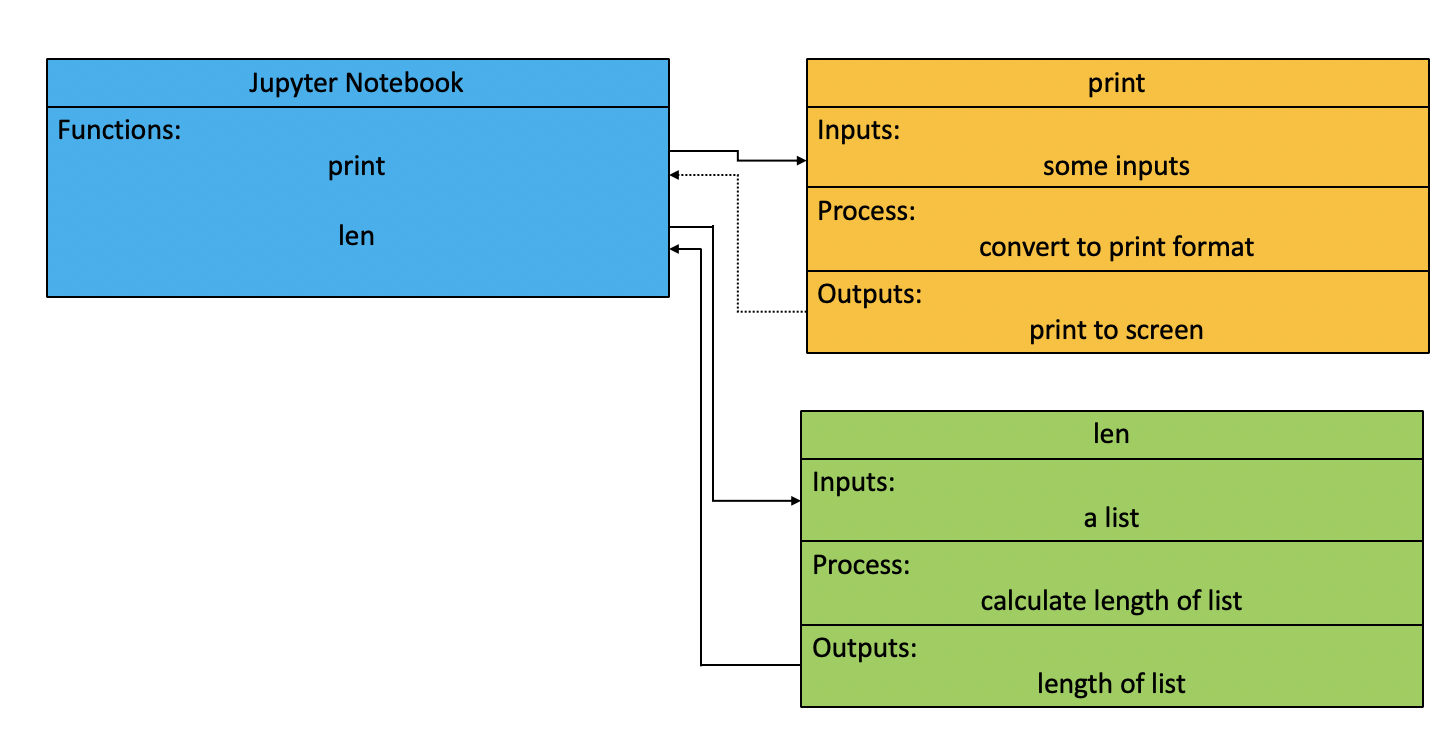 Jupyter Notebook
Functions:
print
len
print
Inputs:
some inputs
Process:
convert to print format
Outputs:
print to screen
len
Inputs:
a list
Process:
calculate length of list
Outputs:
length of list